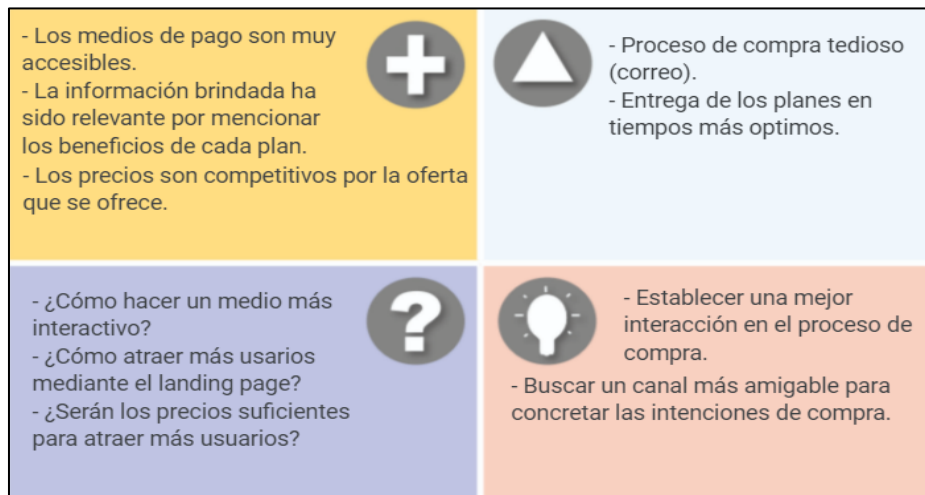 - Los medios de pago son muy
accesibles.
- La información brindada ha
sido relevante por mencionar
los beneficios de cada plan.
- Los precios son competitivos por la oferta
que se ofrece.
- Proceso de compra tedioso
(correo).
- Entrega de los planes en
tiempos más optimos.
- ¿Cómo hacer un medio más
interactivo?
- ¿Cómo atraer más usarios
mediante el landing page?
- ¿Serán los precios suficientes
para atraer más usuarios?
- Establecer una mejor
interacción en el proceso de
compra.
- Buscar un canal más amigable para
concretar las intenciones de compra.